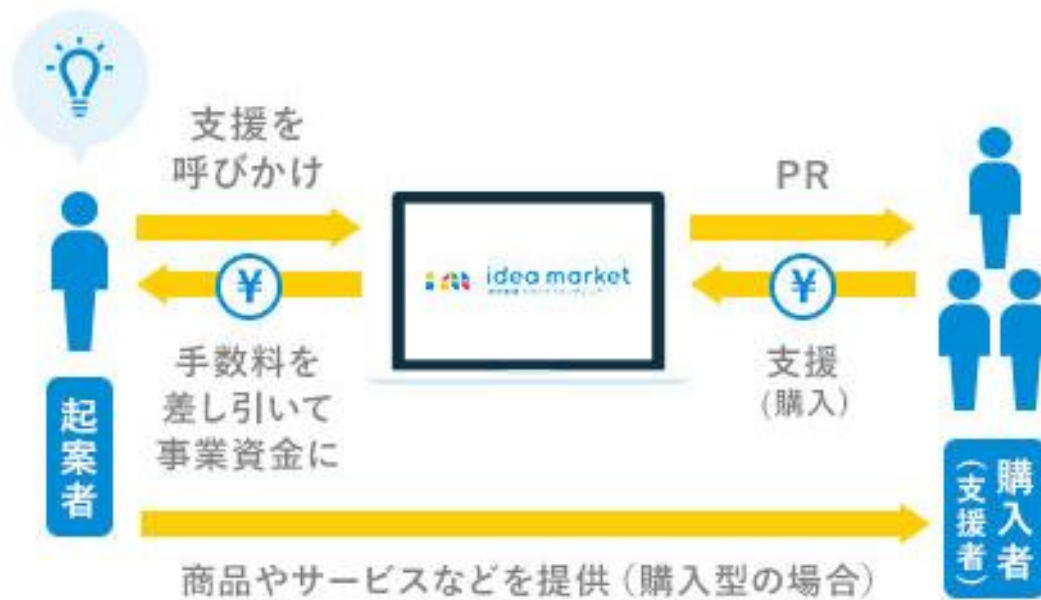 支援を
呼びかけ
PR
¥
idea market
¥
手数料を
差し引いて
事業資金に
支援
(購入)
起案者
購入者
(支援者)
商品やサービスなどを提供(購入型の場合)